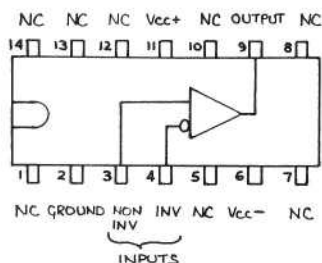 NC NC NC Vcc+ NC OUTPUT NC
14 13 12 11 10 9 8
1 2 3 4 5 6 7
NC GROUND NON INV NC Vcc- NC
INV
INPUTS